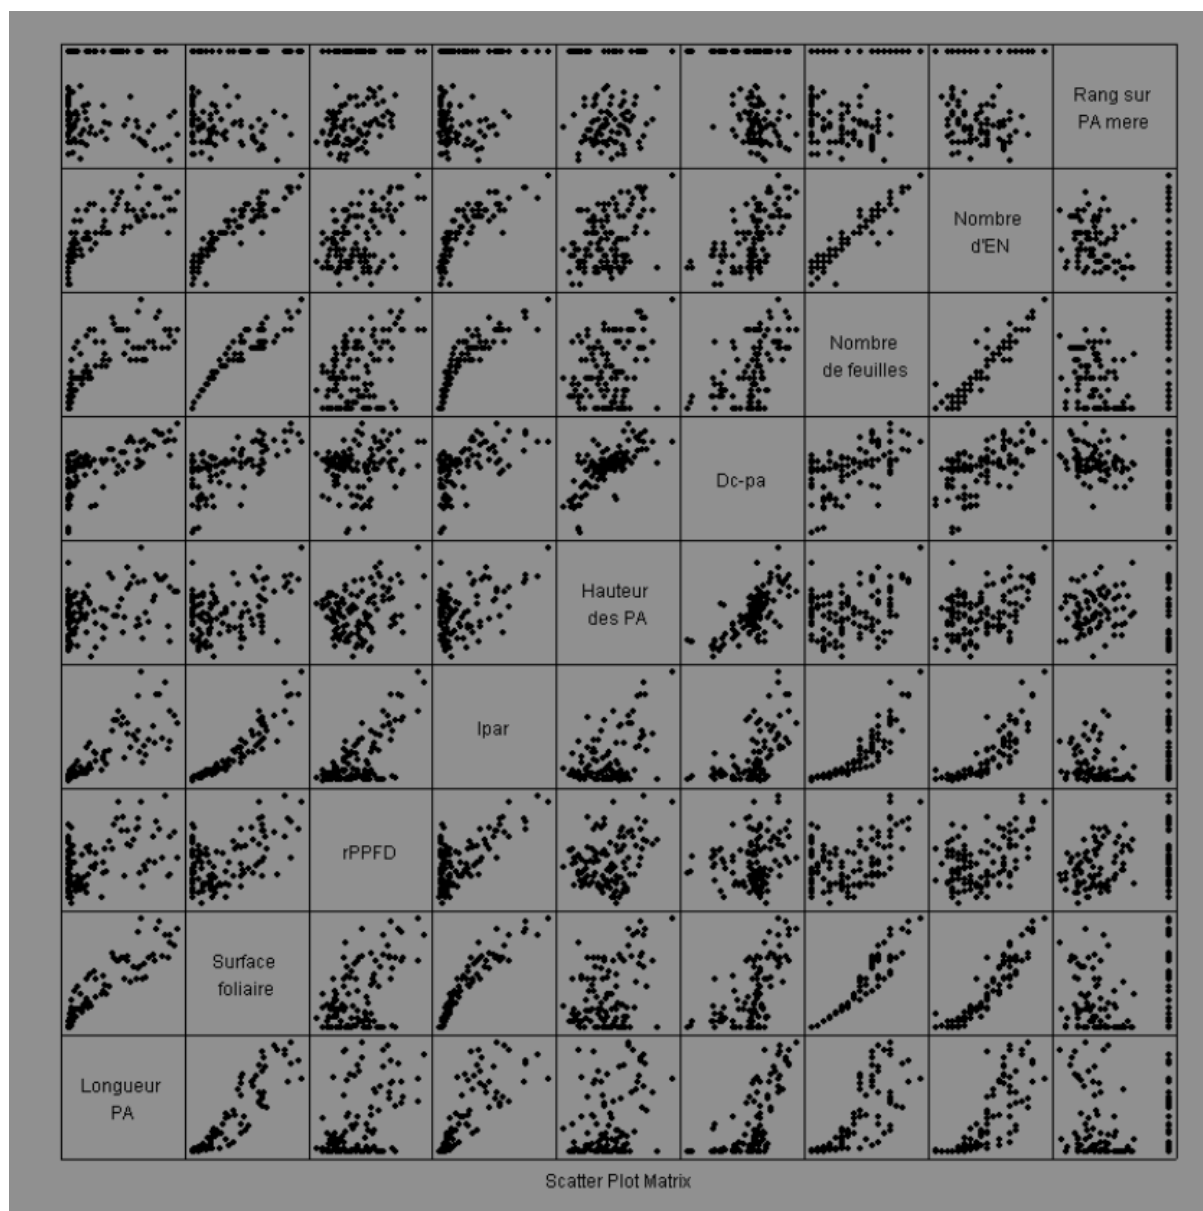 Rang sur
PA mere
Nombre
d'EN
Nombre
de feuilles
Dc-pa
Hauteur
des PA
Ipar
rPPFD
Surface
foliaire
Longueur
PA
Scatter Plot Matrix